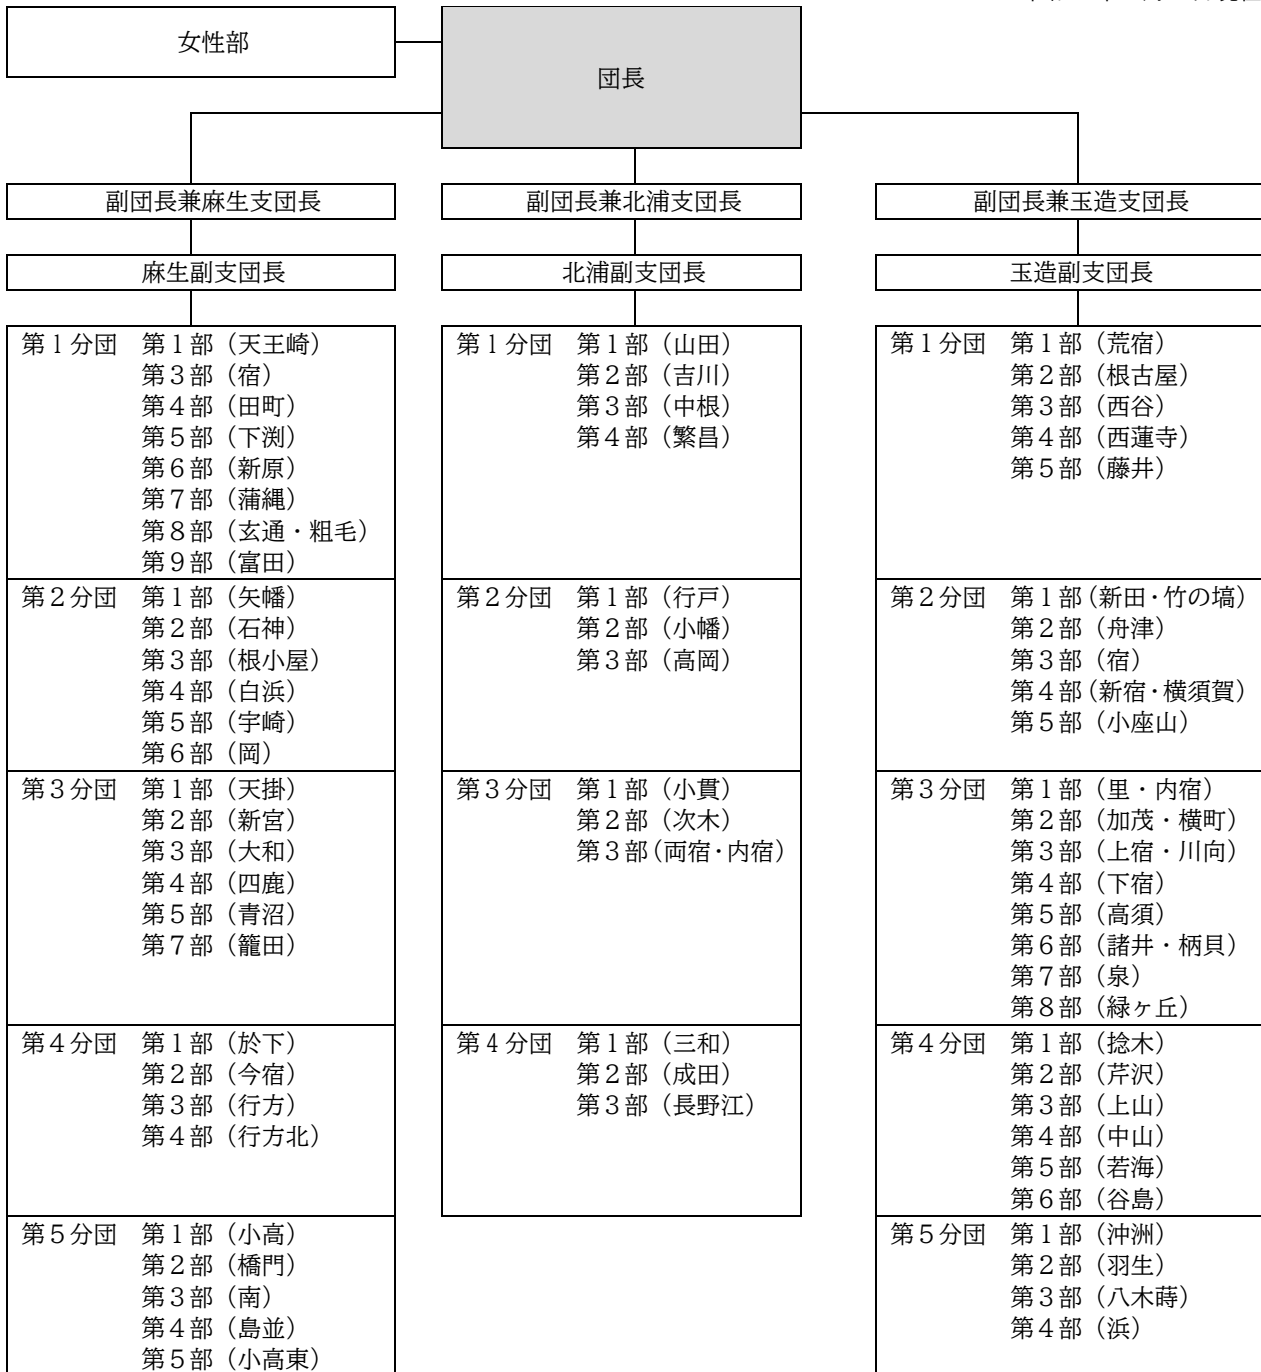 女性部
団長
副団長兼麻生支団長
麻生副支団長
第１分団　第１部（天王崎）
第３部（宿）
第４部（田町）
第５部（下渕）
第６部（新原）
第７部（蒲縄）
第８部（玄通・粗毛）
第９部（富田）
第２分団　第１部（矢幡）
第２部（石神）
第３部（根小屋）
第４部（白浜）
第５部（宇崎）
第６部（岡）
第３分団　第１部（天掛）
第２部（新宮）
第３部（大和）
第４部（四鹿）
第５部（青沼）
第７部（籠田）
第４分団　第１部（於下）
第２部（今宿）
第３部（行方）
第４部（行方北）
第５分団　第１部（小高）
第２部（橋門）
第３部（南）
第４部（島並）
第５部（小高東）
副団長兼北浦支団長
北浦副支団長
第１分団　第１部（山田）
第２部（吉川）
第３部（中根）
第４部（繁昌）
第２分団　第１部（行戸）
第２部（小幡）
第３部（高岡）
第３分団　第１部（小貫）
第２部（次木）
第３部（両宿・内宿）
第４分団　第１部（三和）
第２部（成田）
第３部（長野江）
副団長兼玉造支団長
玉造副支団長
第１分団　第１部（荒宿）
第２部（根古屋）
第３部（西谷）
第４部（西蓮寺）
第５部（藤井）
第２分団　第１部（新田・竹の塙）
第２部（舟津）
第３部（宿）
第４部（新宿・横須賀）
第５部（小座山）
第３分団　第１部（里・内宿）
第２部（加茂・横町）
第３部（上宿・川向）
第４部（下宿）
第５部（高須）
第６部（諸井・柄貝）
第７部（泉）
第８部（緑ヶ丘）
第４分団　第１部（捻木）
第２部（芹沢）
第３部（上山）
第４部（中山）
第５部（若海）
第６部（谷島）
第５分団　第１部（沖洲）
第２部（羽生）
第３部（八木蒔）
第４部（浜）